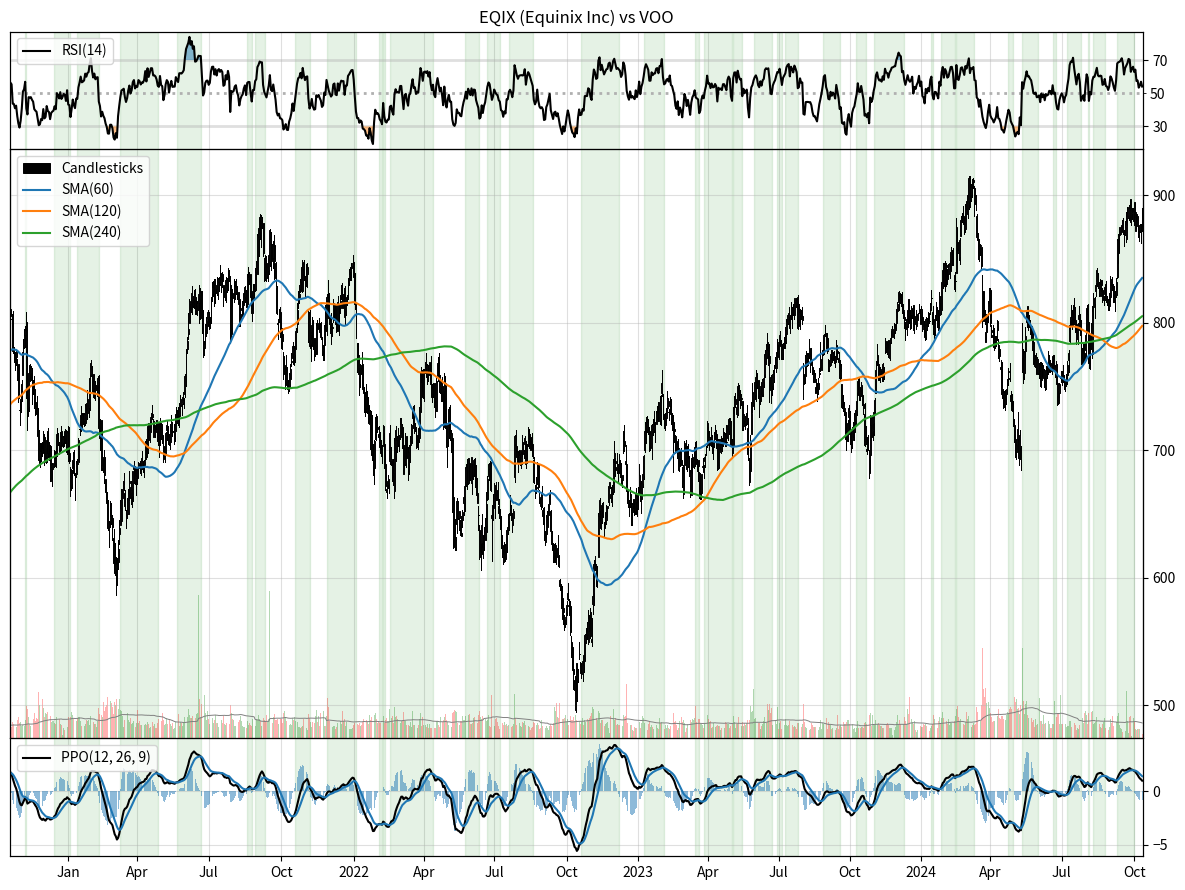 EQIX (Equinix Inc) vs VOO
RSI(14)
70
50
30
Candlesticks
SMA(60)
SMA(120)
SMA(240)
900
800
700
600
500
PPO(12, 26, 9)
0
−5
Jan Apr Jul Oct 2022 Apr Jul Oct 2023 Apr Jul Oct 2024 Apr Jul Oct